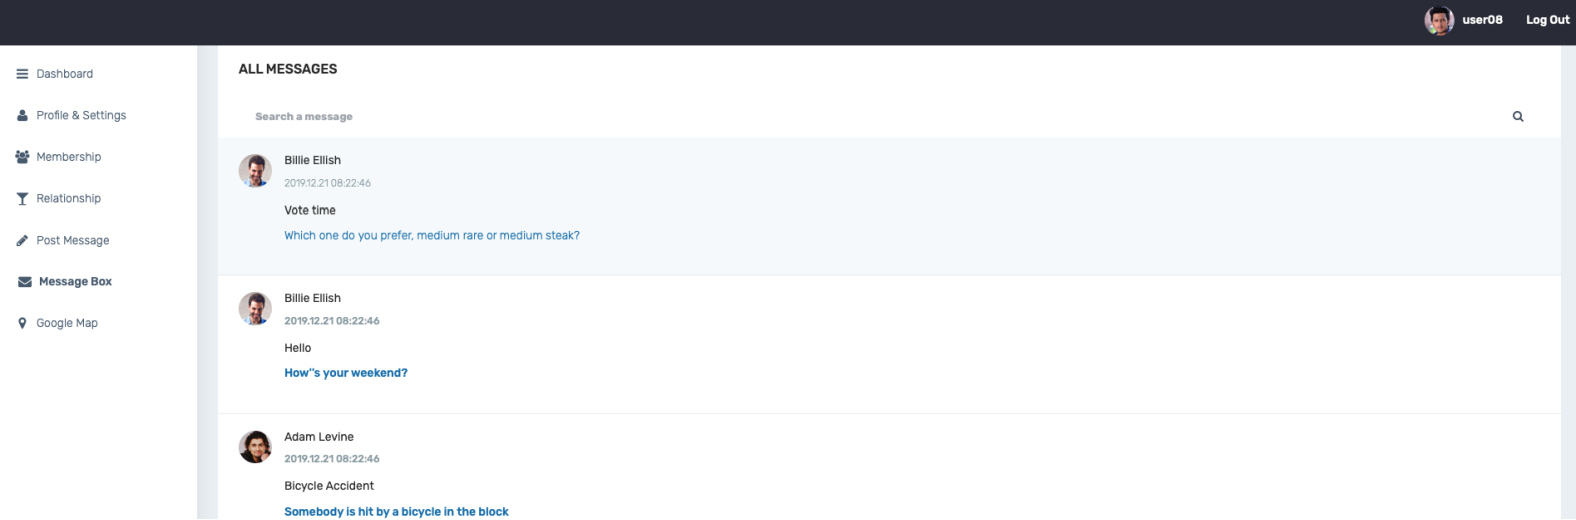 user08 Log Out
Dashboard
Profile & Settings
Membership
Relationship
Post Message
Message Box
Google Map
ALL MESSAGES
Search a message
Billie Ellish
2019.12.21 08:22:46
Vote time
Which one do you prefer, medium rare or medium steak?
Billie Ellish
2019.12.21 08:22:46
Hello
How''s your weekend?
Adam Levine
2019.12.21 08:22:46
Bicycle Accident
Somebody is hit by a bicycle in the block